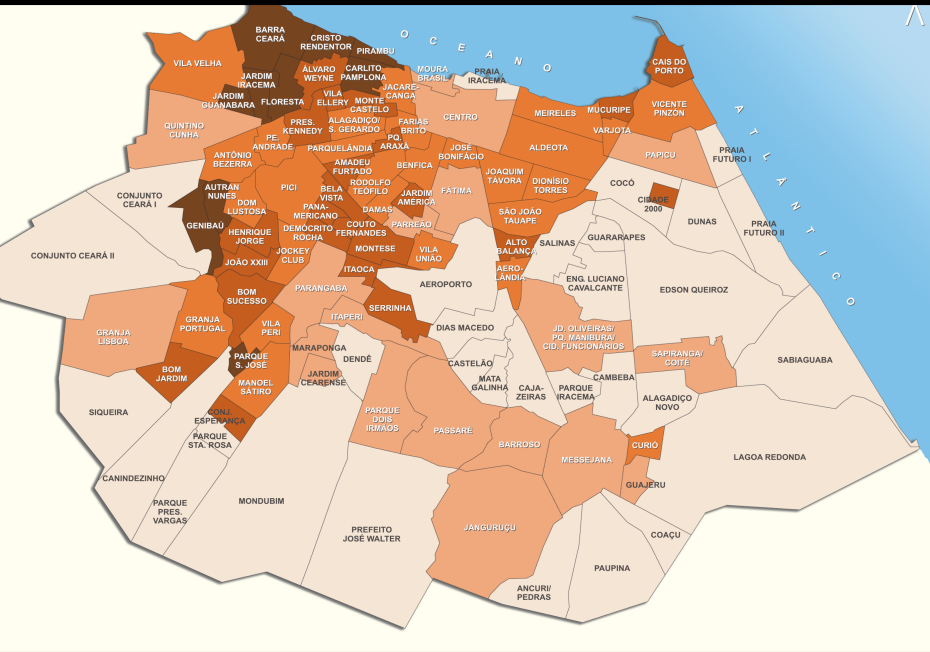 BARRA
CEARÁ
CRISTO
RENDENTOR
PIRAMBU
OCEANO
ATLÂNTICO
VILA VELHA
JARDIM
IRACEMA
ÁLVARO
WEYNE
CARLITO
PAMPLONA
MOURA
BRASIL
PRAIA
IRACEMA
CAIS DO
PORTO
JARDIM
GUANABARA
FLORESTA
VILA
ELLERY
MONTE
CASTELO
JACARE-
CANGA
MEIRELES
MUCURIPE
VICENTE
PINZÓN
QUINTINO
CUNHA
PRES.
KENNEDY
ALAGADIÇO/
S. GERARDO
FARIAS
BRITO
CENTRO
VARJOTA
PE.
ANDRADE
PARQUELÂNDIA
PQ.
ARAXÁ
JOSÉ
BONIFÁCIO
ALDEOTA
PAPICU
PRAIA
FUTURO I
ANTÔNIO
BEZERRA
AMADEU
FURTADO
BENFICA
JOAQUIM
TÁVORA
DIONÍSIO
TORRES
COCÓ
CONJUNTO
CEARÁ I
AUTRAN
NUNES
PICI
BELA
VISTA
RODOLFO
TEÓFILO
JARDIM
AMÉRICA
FÁTIMA
CIDADE
2000
DOM
LUSTOSA
PANA-
MERICANO
DAMAS
PARREÃO
SÃO JOÃO
TAUAPE
DUNAS
PRAIA
FUTURO II
GENIBAÚ
HENRIQUE
JORGE
DEMÓCRITO
ROCHA
COUTO
FERNANDES
GUARARAPES
CONJUNTO CEARÁ II
JOÃO XXIII
JOCKEY
CLUB
MONTESE
VILA
UNIÃO
ALTO
BALANÇA
SALINAS
ITAOCA
AERO-
LÂNDIA
AEROPORTO
ENG. LUCIANO
CAVALCANTE
EDSON QUEIROZ
BOM
SUCESSO
PARANGABA
SERRINHA
GRANJA
PORTUGAL
VILA
PERI
ITAPERI
DIAS MACEDO
GRANJA
LISBOA
JD. OLIVEIRAS/
PQ. MANIBURA/
CID. FUNCIONÁRIOS
MARAPONGA
DENDÊ
CASTELÃO
SAPIRANGA/
COITÉ
SABIAGUABA
PARQUE
S. JOSÉ
BOM
JARDIM
JARDIM
CEARENSE
MATA
GALINHA
CAJA-
ZEIRAS
PARQUE
IRACEMA
CAMBEBA
MANOEL
SÁTIRO
ALAGADIÇO
NOVO
SIQUEIRA
CONJ.
ESPERANÇA
PARQUE
DOIS
IRMÃOS
PASSARÉ
PARQUE
STA. ROSA
BARROSO
CURIÓ
LAGOA REDONDA
MESSEJANA
CANINDEZINHO
GUAJERU
PARQUE
PRES.
VARGAS
MONDUBIM
PREFEITO
JOSÉ WALTER
JANGURUÇU
COAÇU
PAUPINA
ANCURI/
PEDRAS